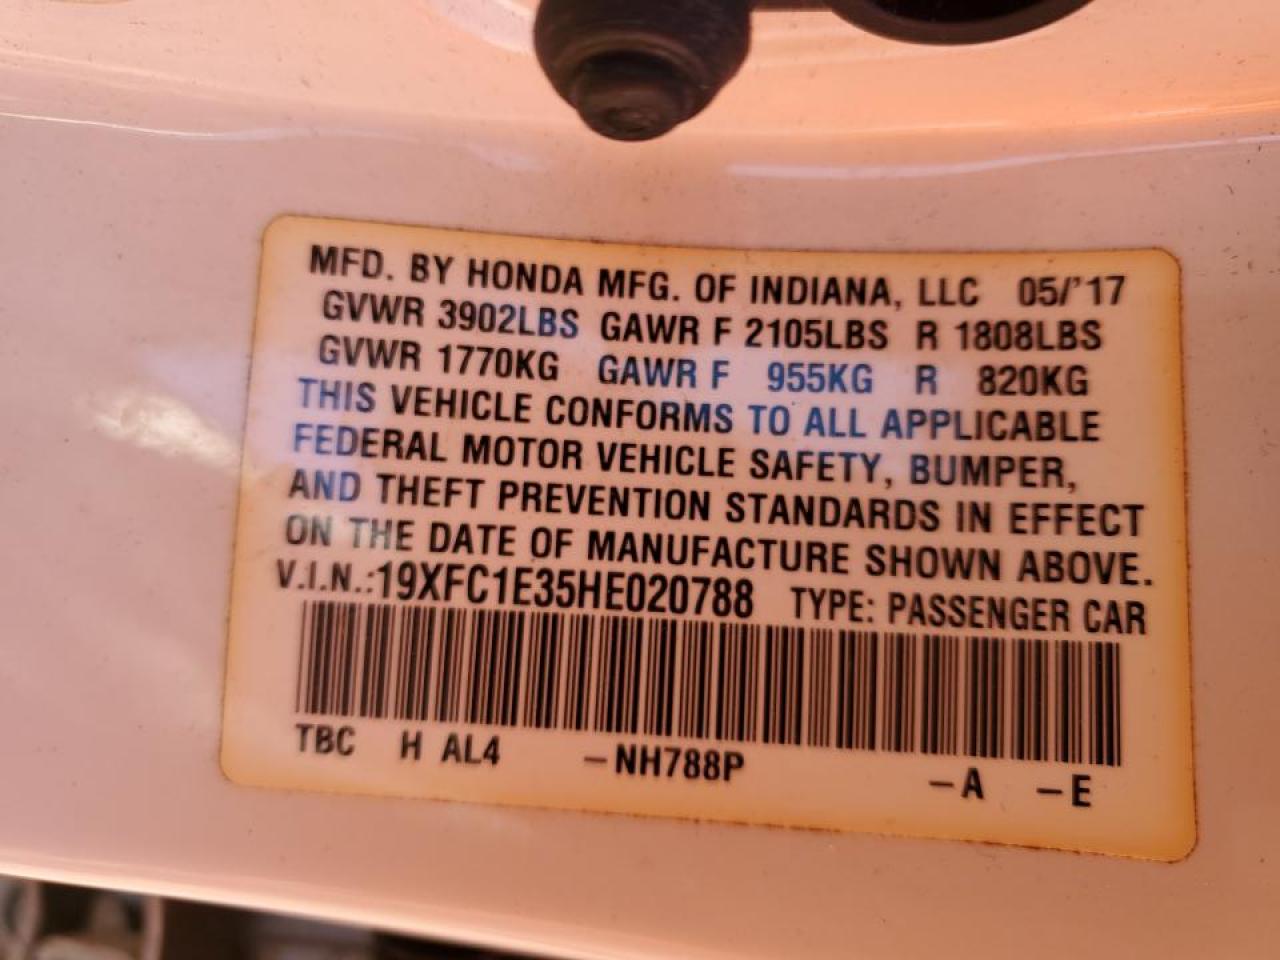 MFD. BY HONDA MFG. OF INDIANA, LLC 05/'17
GVWR 3902LBS GAWR F 2105LBS R 1808LBS
GVWR 1770KG GAWR F 955KG R 820KG
THIS VEHICLE CONFORMS TO ALL APPLICABLE
FEDERAL MOTOR VEHICLE SAFETY, BUMPER,
AND THEFT PREVENTION STANDARDS IN EFFECT
ON THE DATE OF MANUFACTURE SHOWN ABOVE.
V.I.N.:19XFC1E35HE020788 TYPE: PASSENGER CAR
TBC H AL4 –NH788P –A –E